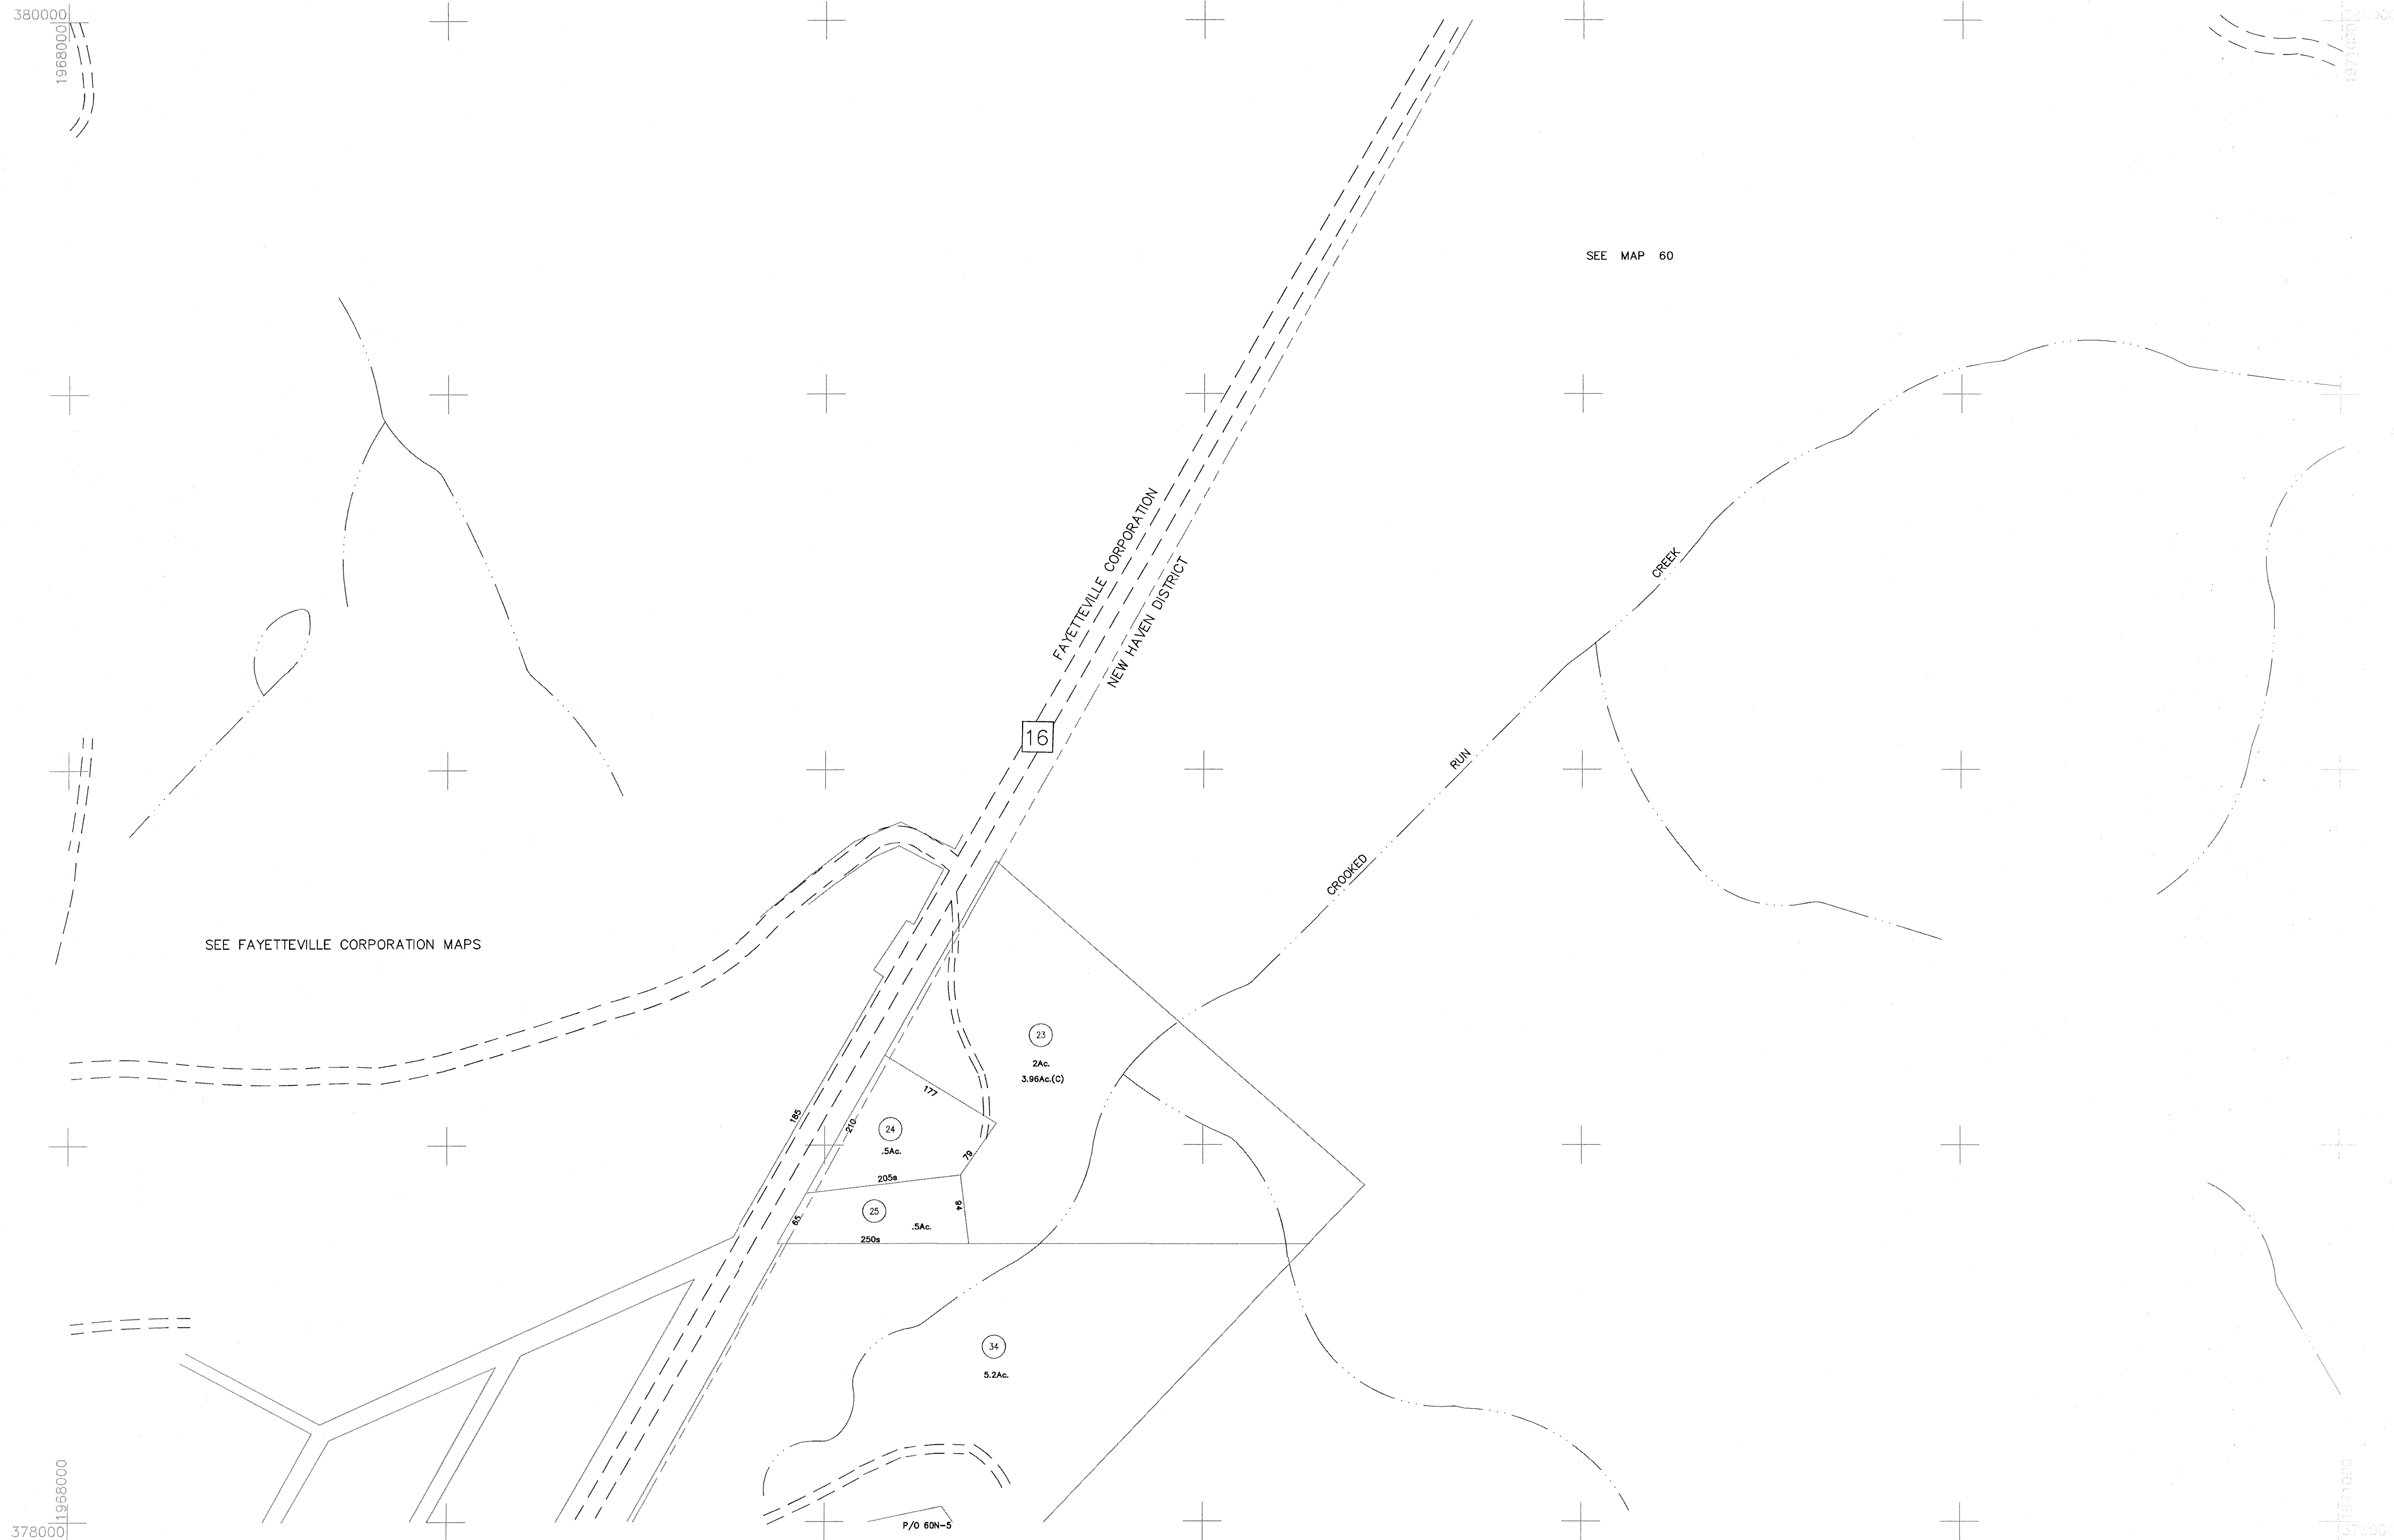 380000
1968000
SEE MAP 60
FAYETTEVILLE CORPORATION
NEW HAVEN DISTRICT
16
CREEK
RUN
CROOKED
SEE FAYETTEVILLE CORPORATION MAPS
23
2Ac.
3.96Ac.(C)
177
185
210
24
.5Ac.
79
205s
94
25
65
.5Ac.
250s
34
5.2Ac.
1968000
378000
P/O 60N-5
1971000